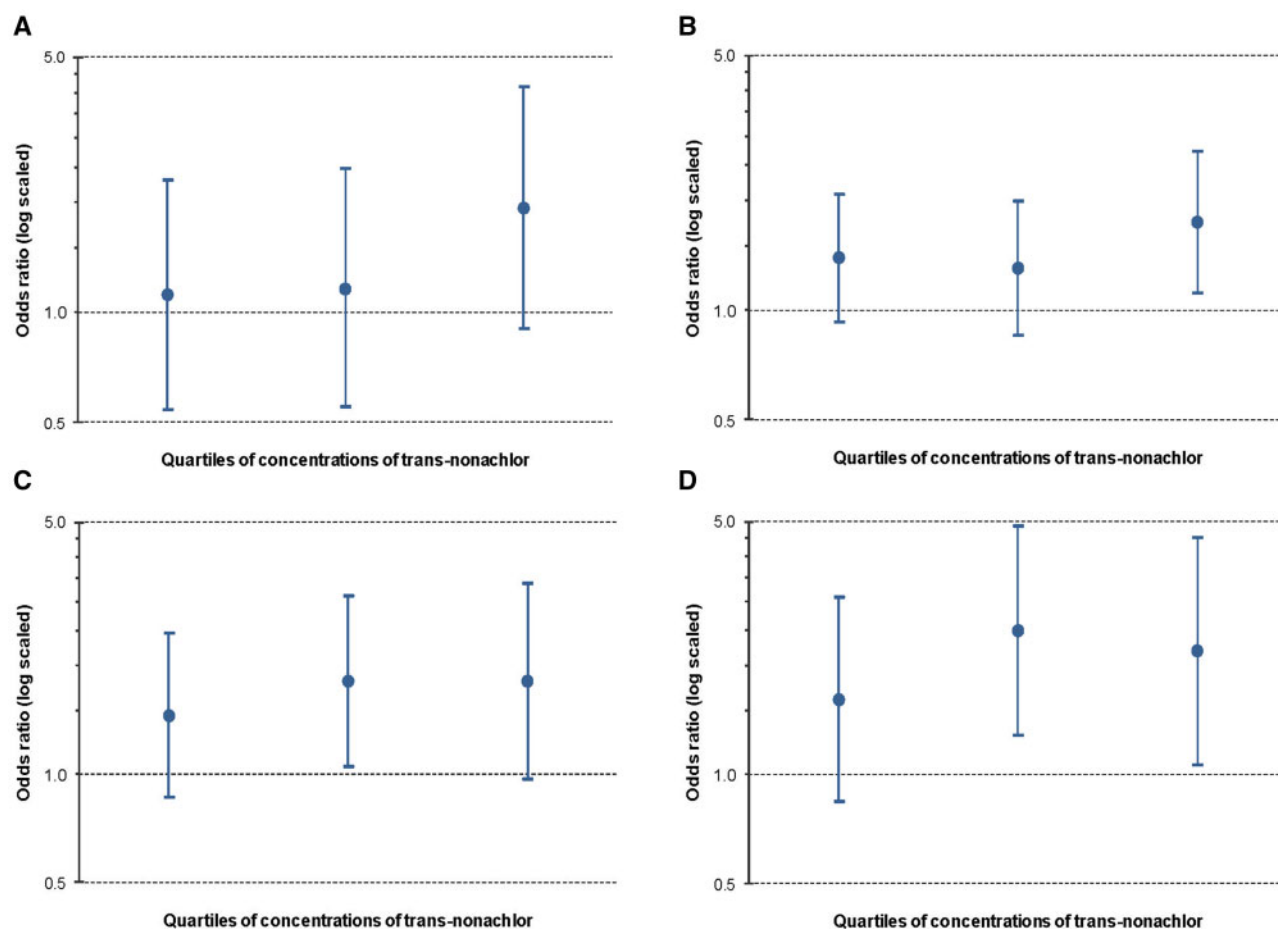 A
5.0
Odds ratio (log scaled)
1.0
0.5
Quartiles of concentrations of trans-nonachlor
B
5.0
Odds ratio (log scaled)
1.0
0.5
Quartiles of concentrations of trans-nonachlor
C
5.0
Odds ratio (log scaled)
1.0
0.5
Quartiles of concentrations of trans-nonachlor
D
5.0
Odds ratio (log scaled)
1.0
0.5
Quartiles of concentrations of trans-nonachlor